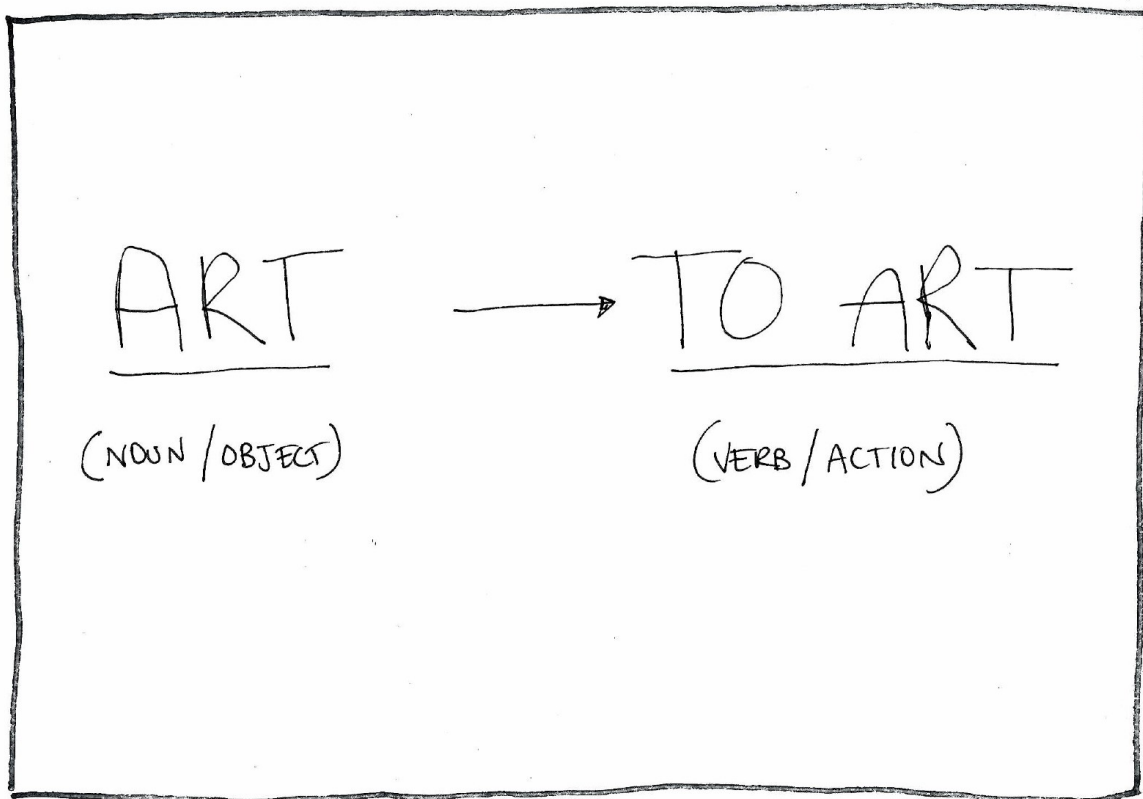 ART → TO ART
(NOUN / OBJECT) (VERB / ACTION)